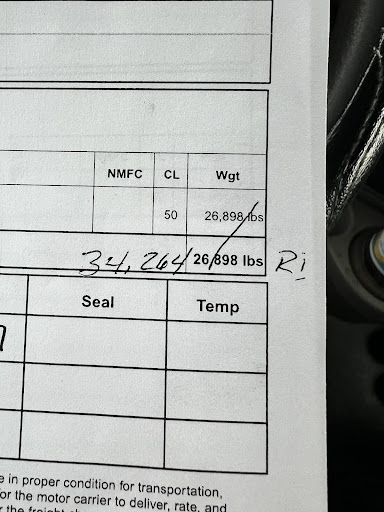 NMFC CL Wgt
50 26,898 lbs
34,264 26,898 lbs Ri
Seal Temp
e in proper condition for transportation,
for the motor carrier to deliver, rate, and